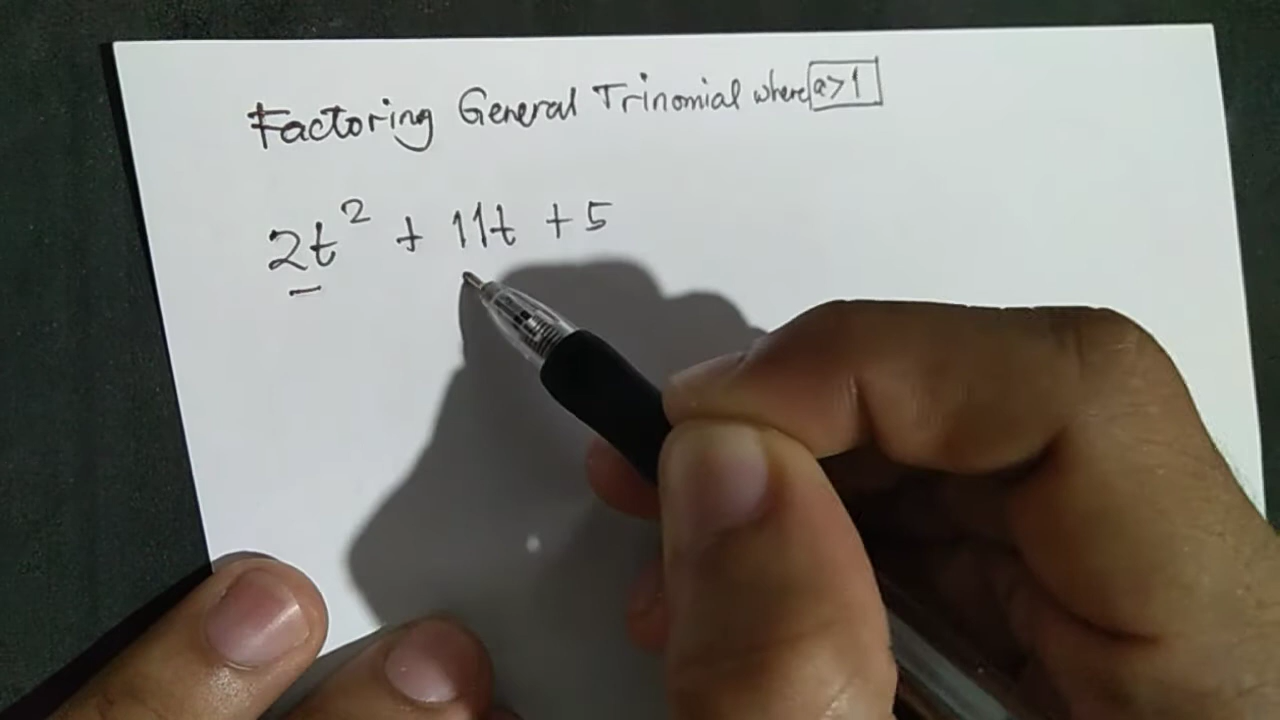 Factoring General Trinomial where a>1
2t² + 11t + 5